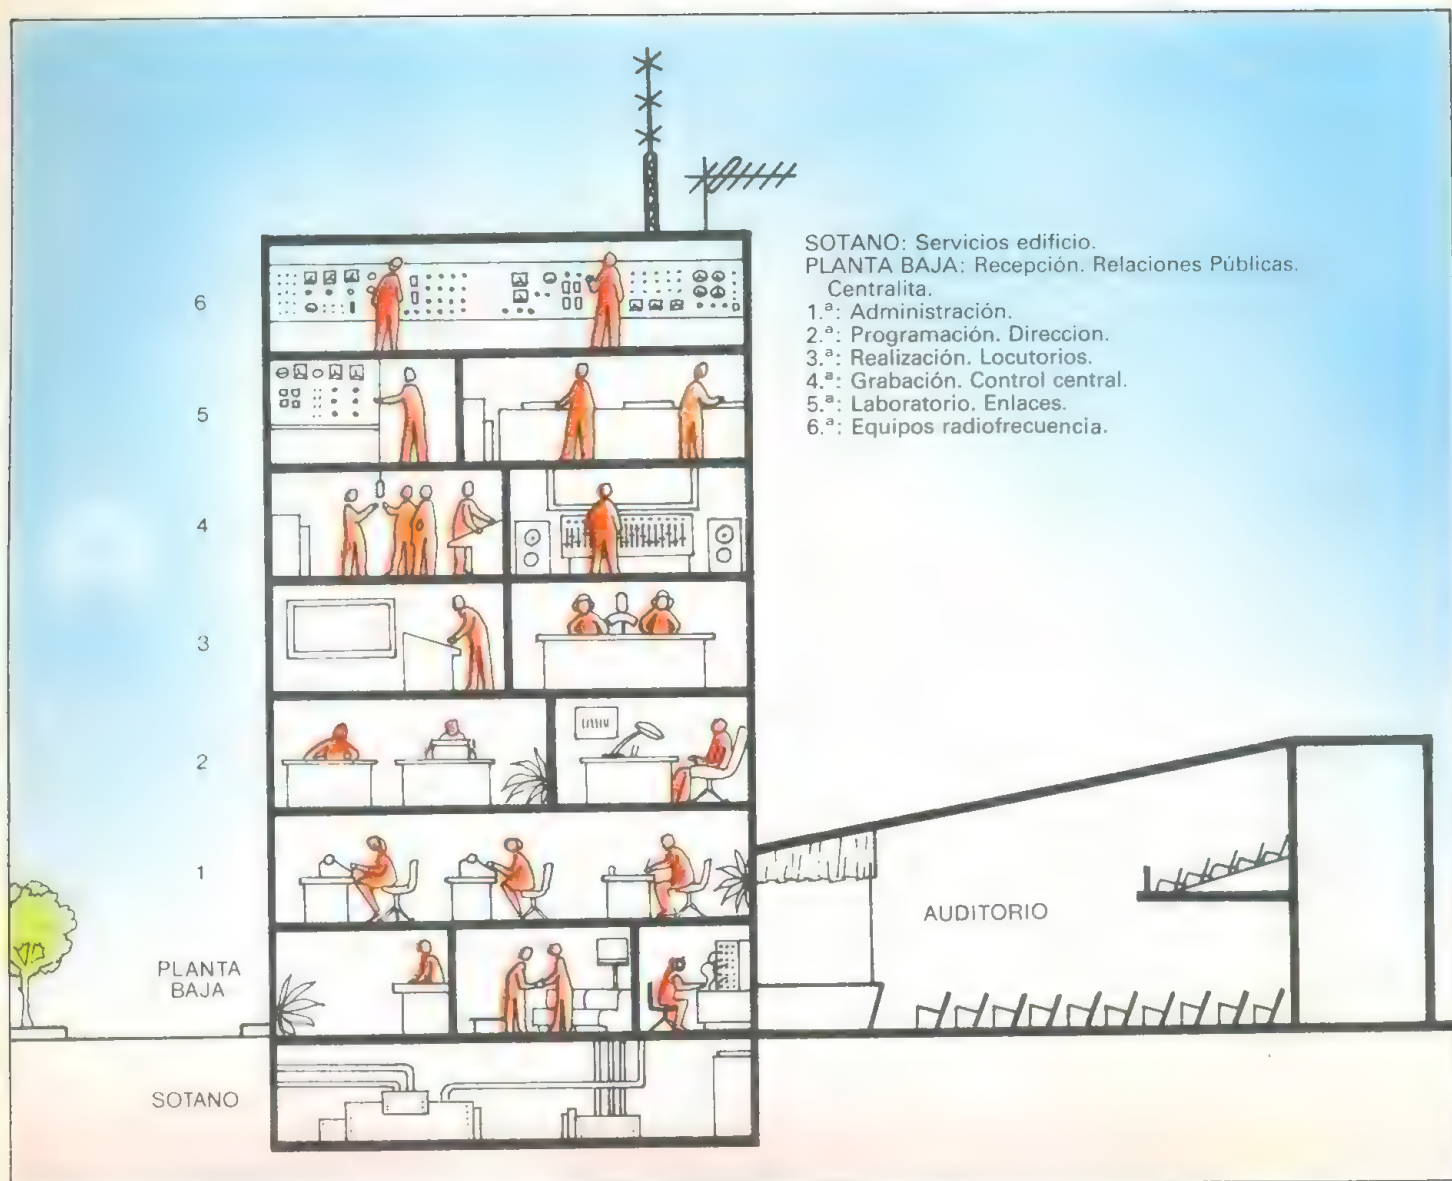 SOTANO: Servicios edificio.
PLANTA BAJA: Recepción. Relaciones Públicas.
Centralita.
1.ª: Administración.
2.ª: Programación. Direccion.
3.ª: Realización. Locutorios.
4.ª: Grabación. Control central.
5.ª: Laboratorio. Enlaces.
6.ª: Equipos radiofrecuencia.
6
5
4
3
2
1
PLANTA
BAJA
SOTANO
AUDITORIO